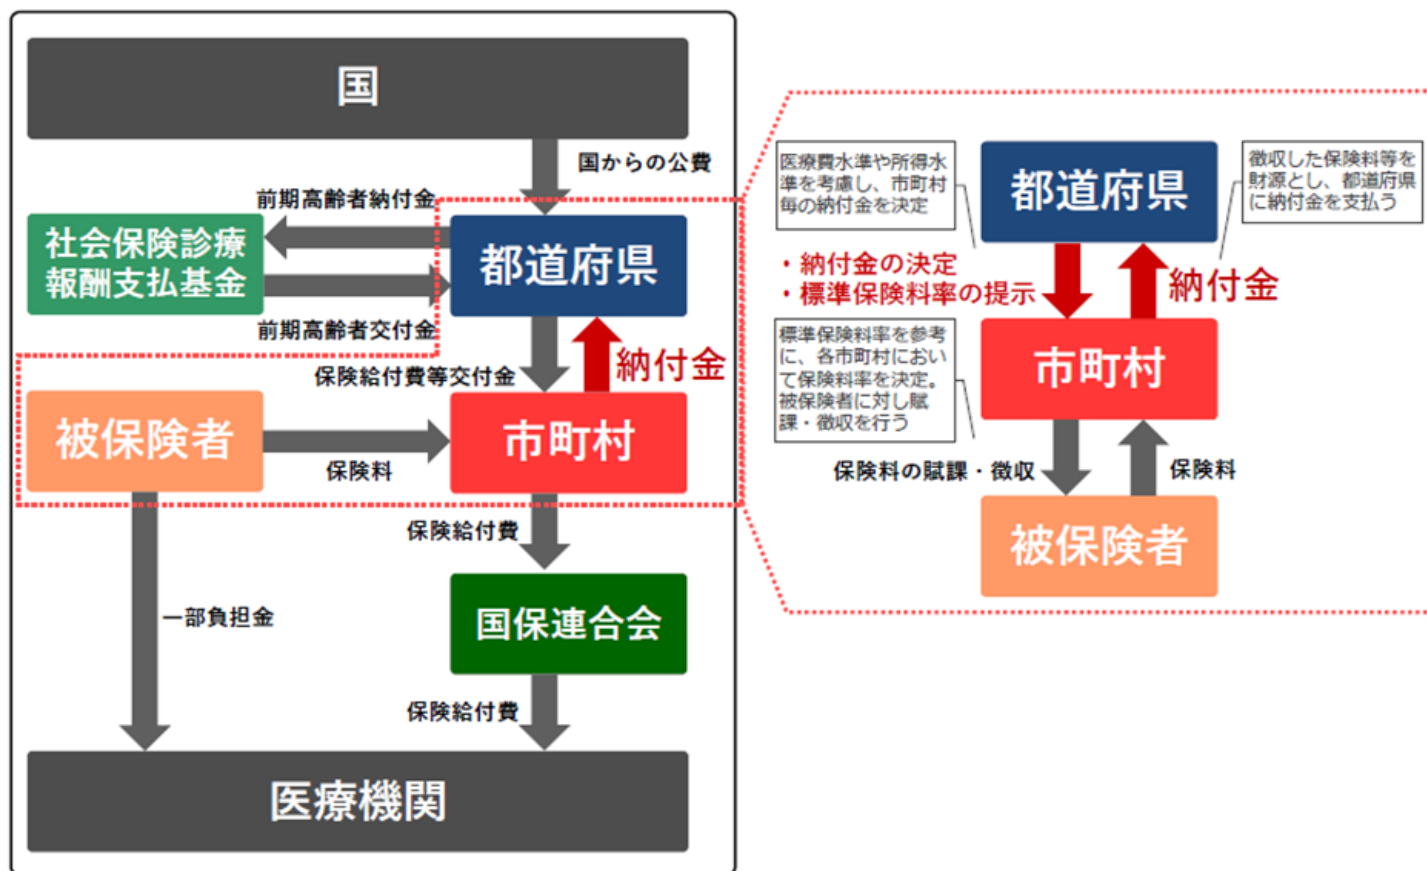 国
国からの公費
前期高齢者納付金
社会保険診療
報酬支払基金
都道府県
前期高齢者交付金
保険給付費等交付金
納付金
被保険者
保険料
市町村
保険給付費
一部負担金
国保連合会
保険給付費
医療機関
医療費水準や所得水
準を考慮し、市町村
毎の納付金を決定
都道府県
徴収した保険料等を
財源とし、都道府県
に納付金を支払う
・納付金の決定
・標準保険料率の提示
納付金
標準保険料率を参考
に、各市町村におい
て保険料率を決定。
被保険者に対し賦
課・徴収を行う
市町村
保険料の賦課・徴収
保険料
被保険者